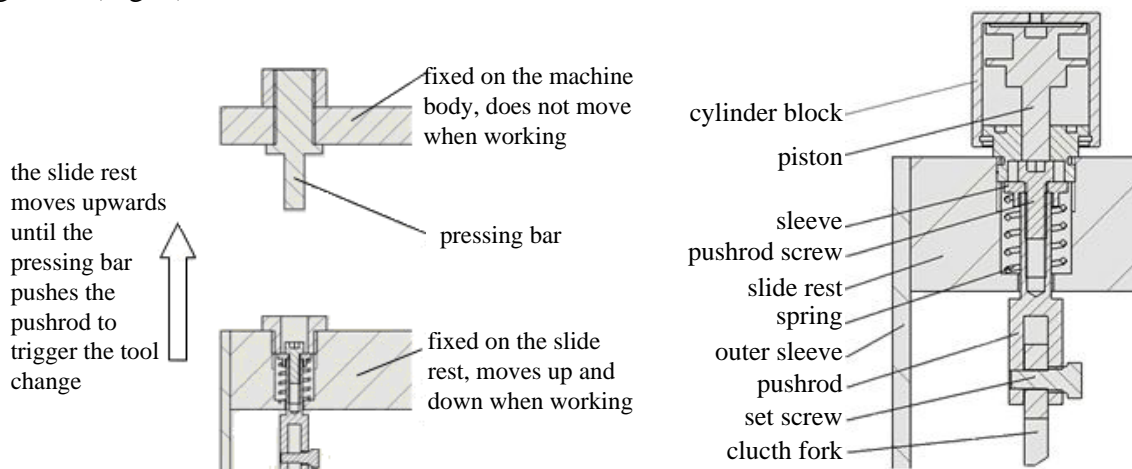 fixed on the machine
body, does not move
when working
the slide rest
moves upwards
until the
pressing bar
pushes the
pushrod to
trigger the tool
change
pressing bar
fixed on the slide
rest, moves up and
down when working
cylinder block
piston
sleeve
pushrod screw
slide rest
spring
outer sleeve
pushrod
set screw
clucth fork